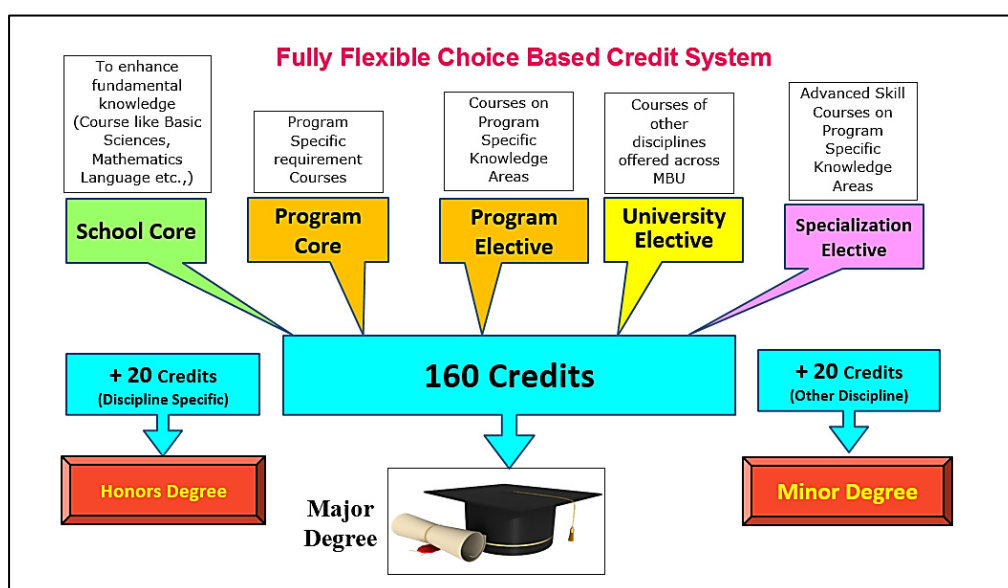 Fully Flexible Choice Based Credit System
To enhance
fundamental
knowledge
(Course like Basic
Sciences,
Mathematics
Language etc.,)
Program
Specific
requirement
Courses
Courses on
Program
Specific
Knowledge
Areas
Courses of
other
disciplines
offered across
MBU
Advanced Skill
Courses on
Program
Specific
Knowledge
Areas
School Core
Program
Core
Program
Elective
University
Elective
Specialization
Elective
+ 20 Credits
(Discipline Specific)
160 Credits
+ 20 Credits
(Other Discipline)
Honors Degree
Major
Degree
Minor Degree